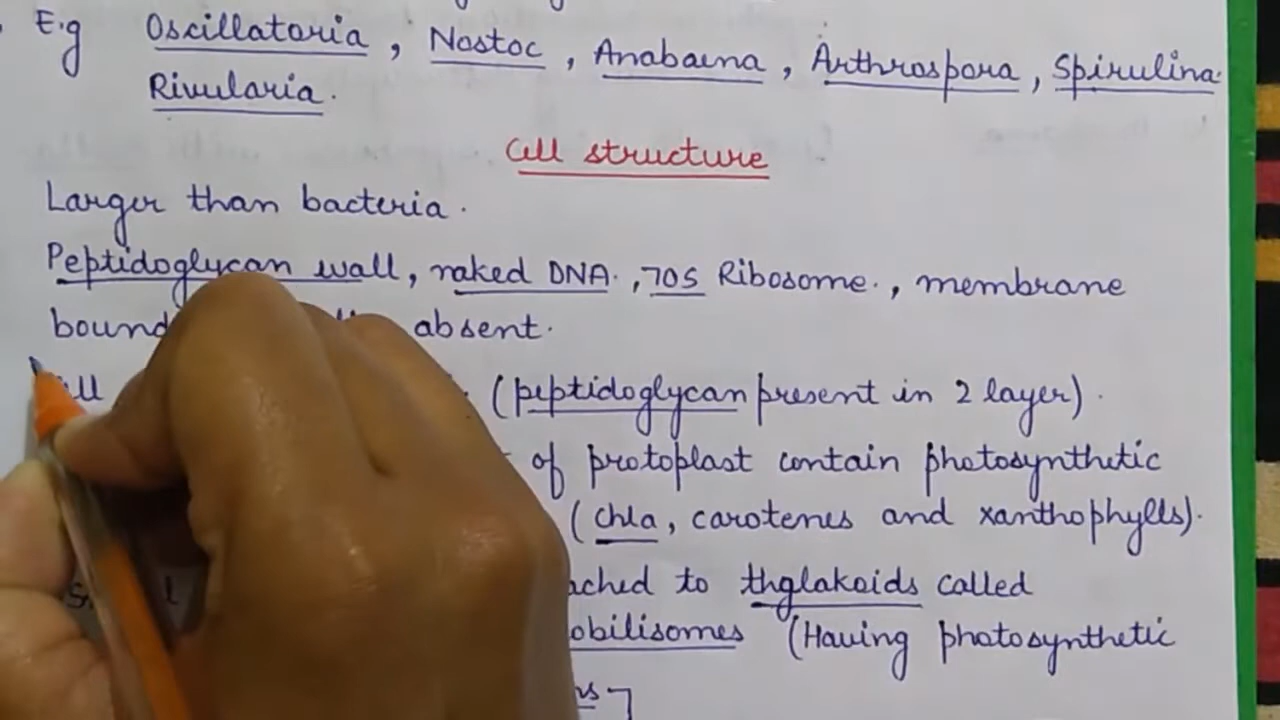 E.g Oscillatoria, Nostoc, Anabaena, Arthrospora, Spirulina.
Rivularia.
Cell structure
Larger than bacteria.
Peptidoglycan wall, naked DNA., 70S Ribosome., membrane
bound absent.
(peptidoglycan present in 2 layer).
of protoplast contain photosynthetic
(chla, carotenes and xanthophylls).
ached to thylakoids called
obilisomes (Having photosynthetic